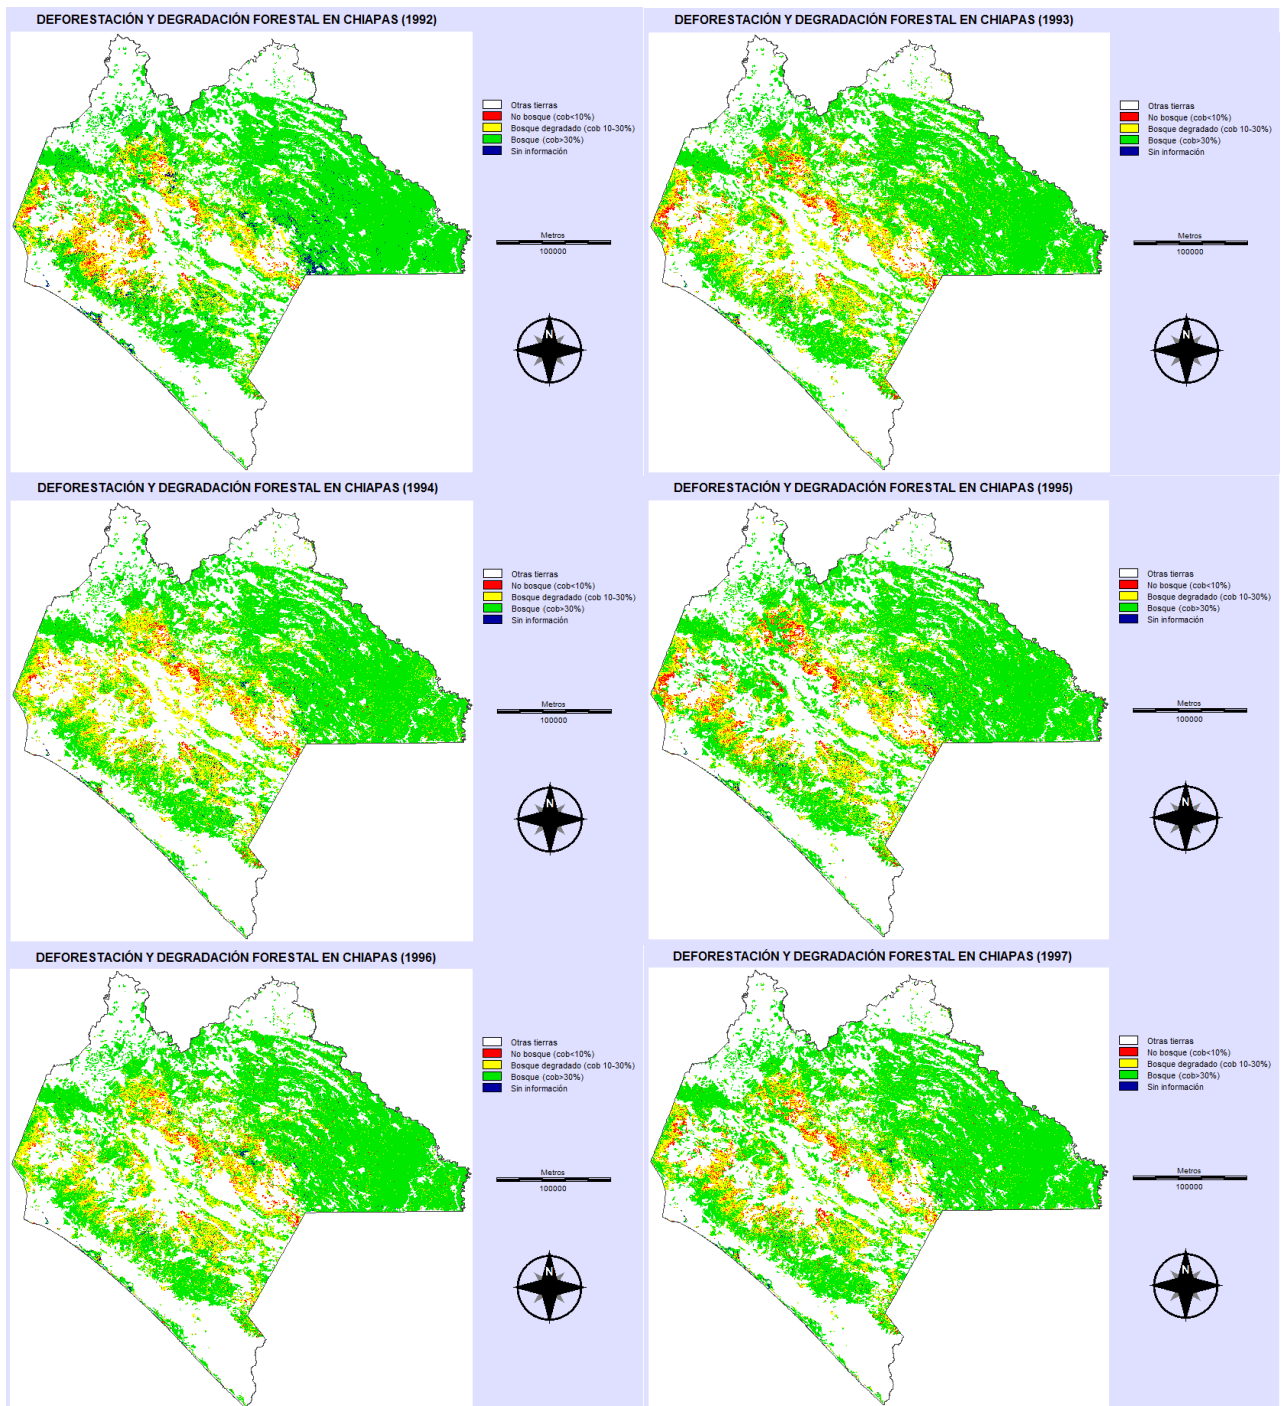 DEFORESTACIÓN Y DEGRADACIÓN FORESTAL EN CHIAPAS (1992)
Otras tierras
No bosque (cob<10%)
Bosque degradado (cob 10-30%)
Bosque (cob>30%)
Sin información
Metros
100000
N
DEFORESTACIÓN Y DEGRADACIÓN FORESTAL EN CHIAPAS (1993)
Otras tierras
No bosque (cob<10%)
Bosque degradado (cob 10-30%)
Bosque (cob>30%)
Sin información
Metros
100000
N
DEFORESTACIÓN Y DEGRADACIÓN FORESTAL EN CHIAPAS (1994)
Otras tierras
No bosque (cob<10%)
Bosque degradado (cob 10-30%)
Bosque (cob>30%)
Sin información
Metros
100000
N
DEFORESTACIÓN Y DEGRADACIÓN FORESTAL EN CHIAPAS (1995)
Otras tierras
No bosque (cob<10%)
Bosque degradado (cob 10-30%)
Bosque (cob>30%)
Sin información
Metros
100000
N
DEFORESTACIÓN Y DEGRADACIÓN FORESTAL EN CHIAPAS (1996)
Otras tierras
No bosque (cob<10%)
Bosque degradado (cob 10-30%)
Bosque (cob>30%)
Sin información
Metros
100000
N
DEFORESTACIÓN Y DEGRADACIÓN FORESTAL EN CHIAPAS (1997)
Otras tierras
No bosque (cob<10%)
Bosque degradado (cob 10-30%)
Bosque (cob>30%)
Sin información
Metros
100000
N